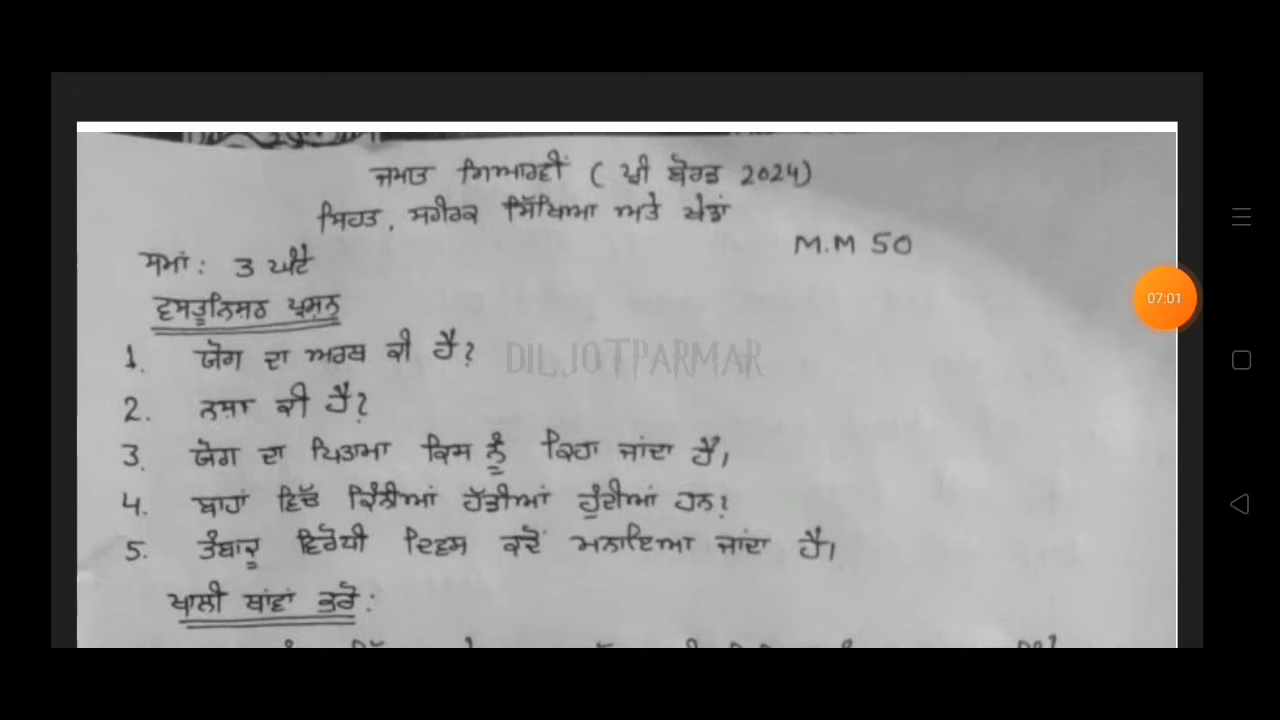 ਜਮਾਤ ਗਿਆਰਵੀਂ ( ਪ੍ਰੀ ਬੋਰਡ 2024)
ਸਿਹਤ, ਸਰੀਰਕ ਸਿੱਖਿਆ ਅਤੇ ਖੇਡਾਂ
M.M 50
ਸਮਾਂ: 3 ਘੰਟੇ
ਵਸਤੂਨਿਸ਼ਠ ਪ੍ਰਸ਼ਨ
1. ਯੋਗ ਦਾ ਅਰਥ ਕੀ ਹੈ?
DILJOTPARMAR
2. ਨਸ਼ਾ ਕੀ ਹੈ?
3. ਯੋਗ ਦਾ ਪਿਤਾਮਾ ਕਿਸ ਨੂੰ ਕਿਹਾ ਜਾਂਦਾ ਹੈ।
4. ਬਾਹਾਂ ਵਿੱਚ ਕਿੰਨੀਆਂ ਹੱਡੀਆਂ ਹੁੰਦੀਆਂ ਹਨ?
5. ਤੰਬਾਕੂ ਵਿਰੋਧੀ ਦਿਵਸ ਕਦੋਂ ਮਨਾਇਆ ਜਾਂਦਾ ਹੈ।
ਖਾਲੀ ਥਾਂਵਾਂ ਭਰੋ:
07:01